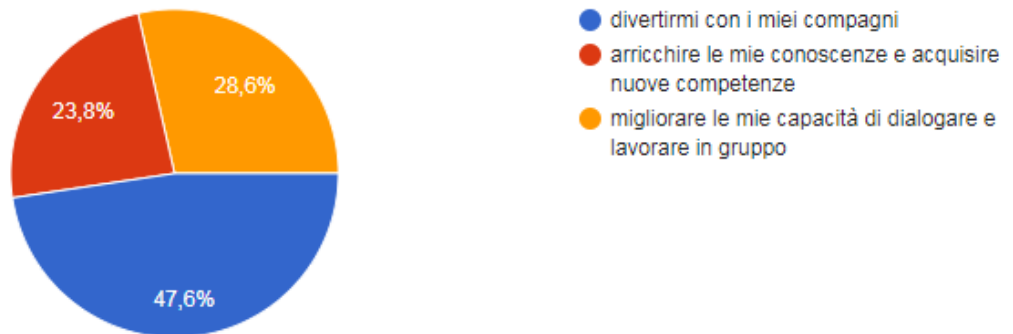 28,6%
23,8%
47,6%
divertirmi con i miei compagni
arricchire le mie conoscenze e acquisire
nuove competenze
migliorare le mie capacità di dialogare e
lavorare in gruppo